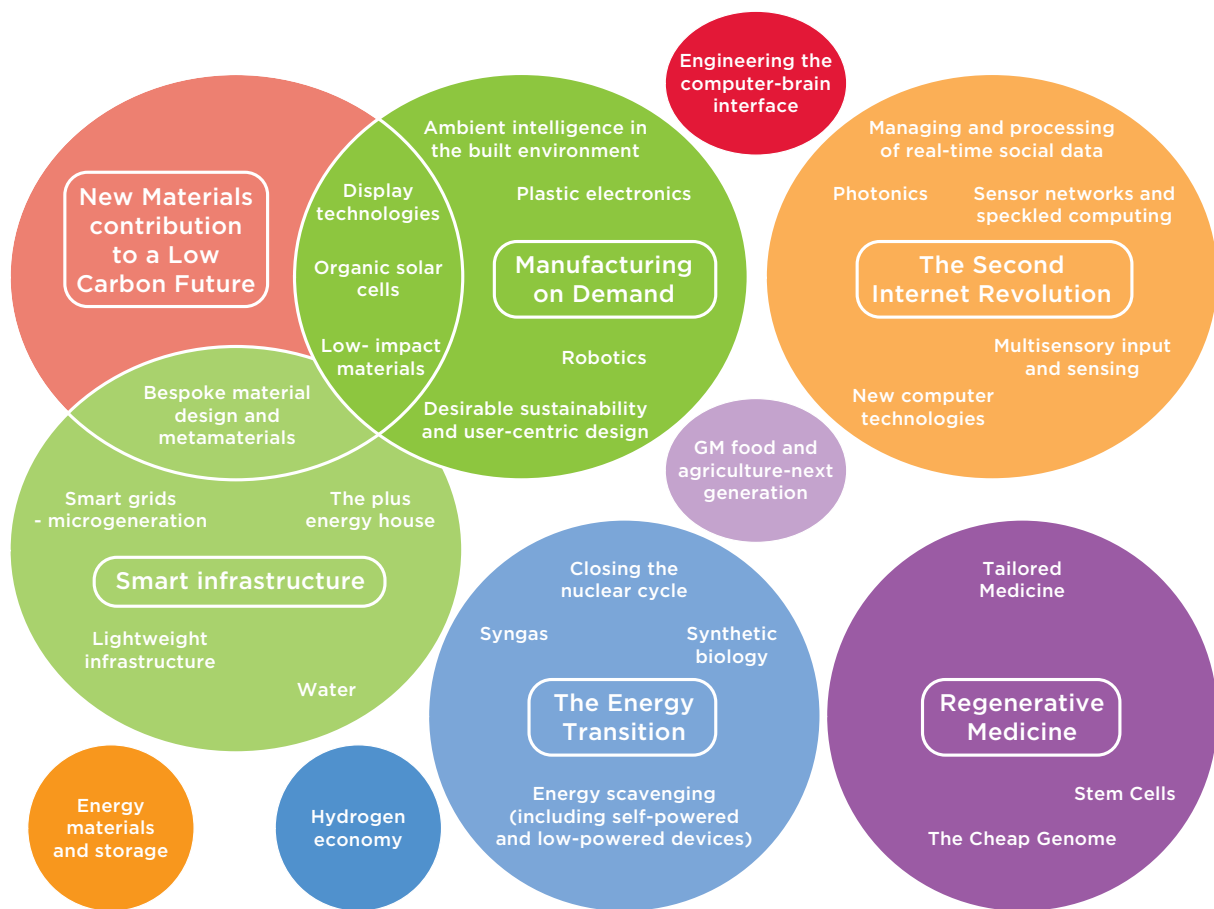 Engineering the
computer-brain
interface
New Materials
contribution
to a Low
Carbon Future
Display
technologies
Organic solar
cells
Low- impact
materials
Ambient intelligence in
the built environment
Plastic electronics
Manufacturing
on Demand
Robotics
Desirable sustainability
and user-centric design
Managing and processing
of real-time social data
Photonics
Sensor networks and
speckled computing
The Second
Internet Revolution
Multisensory input
and sensing
New computer
technologies
Bespoke material
design and
metamaterials
Smart grids
- microgeneration
The plus
energy house
Smart infrastructure
Lightweight
infrastructure
Water
GM food and
agriculture-next
generation
Closing the
nuclear cycle
Syngas
Synthetic
biology
The Energy
Transition
Energy scavenging
(including self-powered
and low-powered devices)
Tailored
Medicine
Regenerative
Medicine
Stem Cells
The Cheap Genome
Energy
materials
and storage
Hydrogen
economy